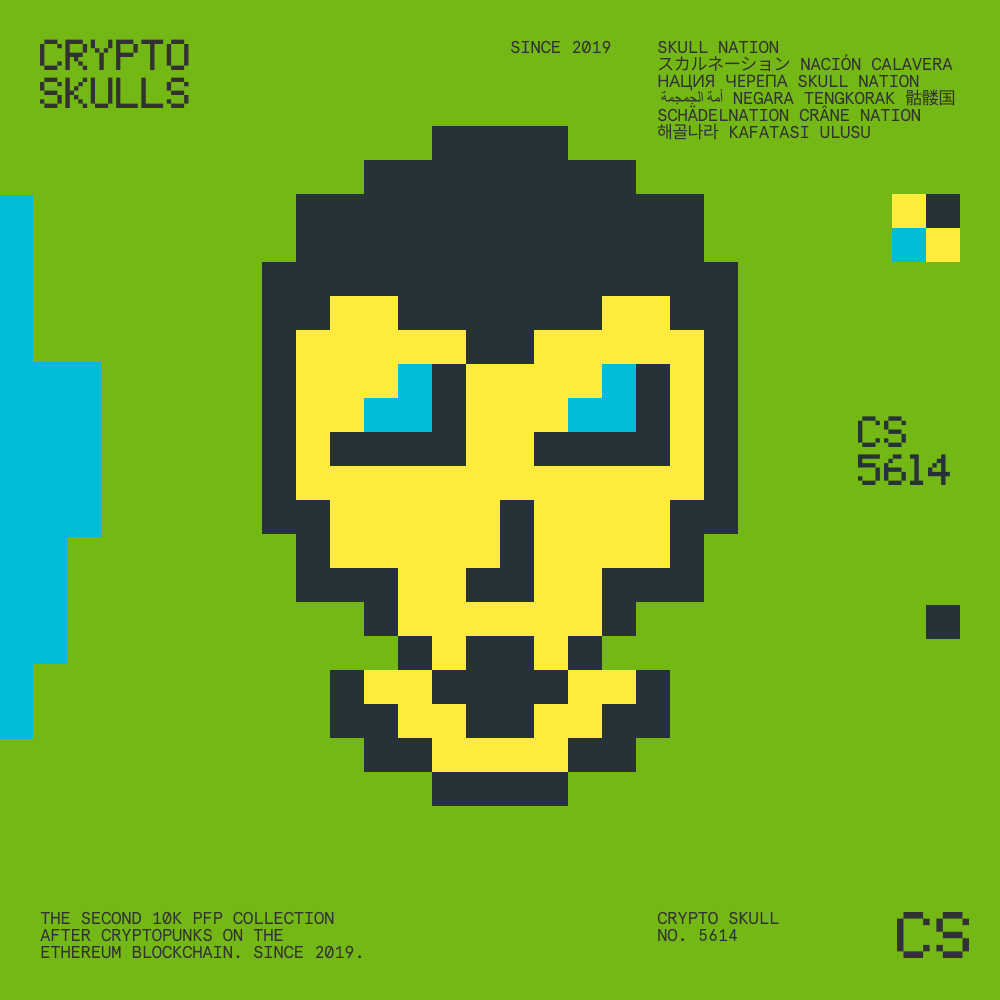 CRYPTO
SKULLS
SINCE 2019
SKULL NATION
スカルネーション NACIÓN CALAVERA
НАЦИЯ ЧЕРЕПА SKULL NATION
أمة الجمجمة NEGARA TENGKORAK 骷髅国
SCHÄDELNATION CRÂNE NATION
해골나라 KAFATASI ULUSU
CS
5614
THE SECOND 10K PFP COLLECTION
AFTER CRYPTOPUNKS ON THE
ETHEREUM BLOCKCHAIN. SINCE 2019.
CRYPTO SKULL
NO. 5614
CS